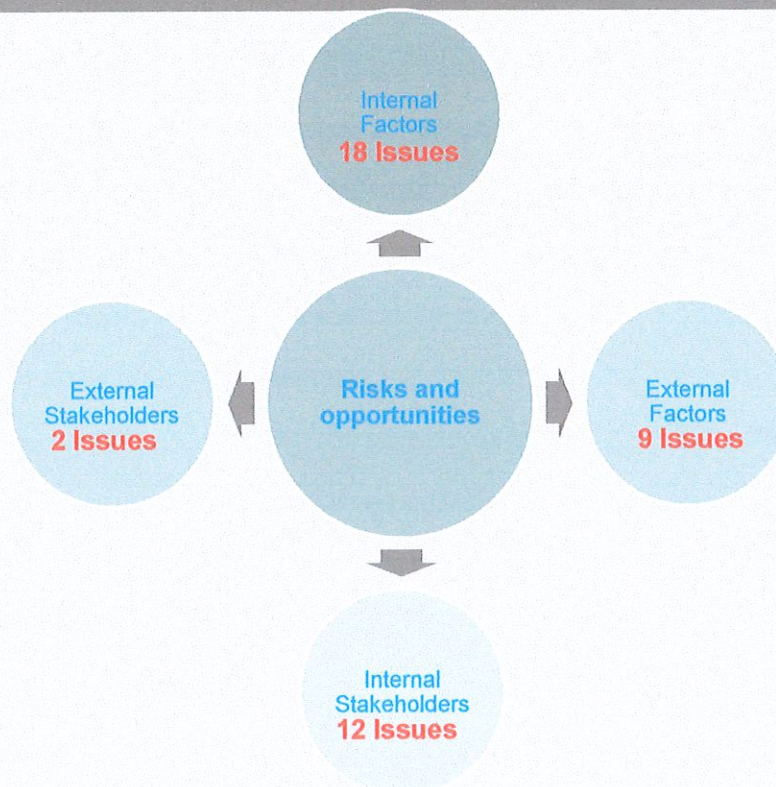 Internal
Factors
18 Issues
External
Stakeholders
2 Issues
Risks and
opportunities
External
Factors
9 Issues
Internal
Stakeholders
12 Issues